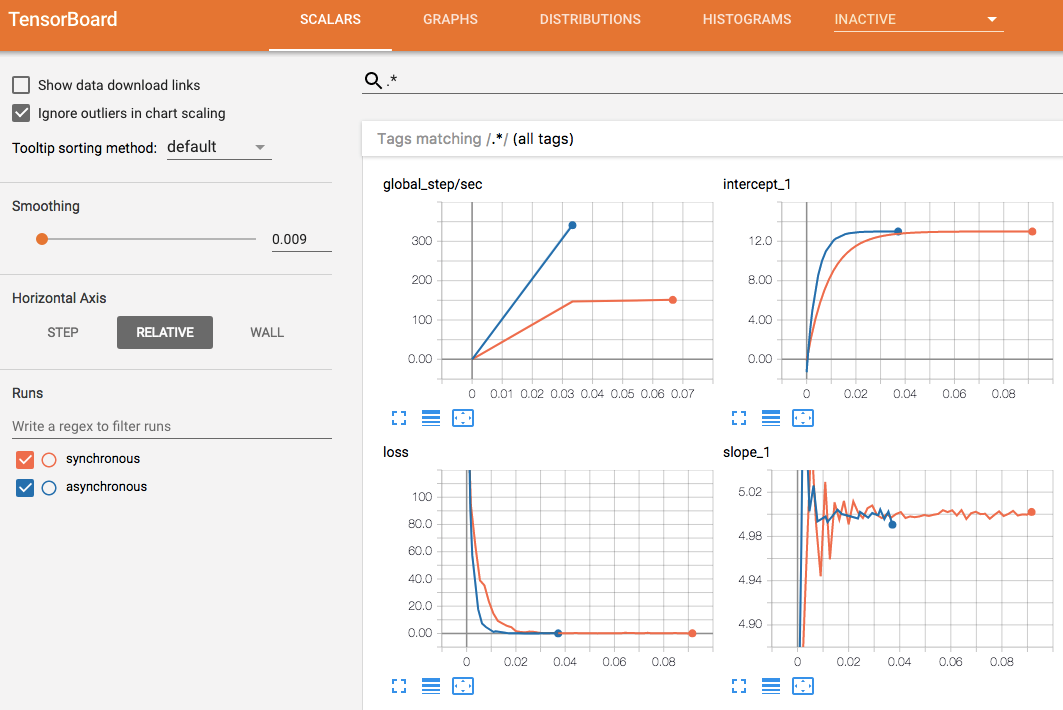 TensorBoard SCALARS GRAPHS DISTRIBUTIONS HISTOGRAMS INACTIVE
Show data download links
Ignore outliers in chart scaling
Tooltip sorting method: default
Smoothing
0.009
Horizontal Axis
STEP RELATIVE WALL
Runs
Write a regex to filter runs
synchronous
asynchronous
.*
Tags matching /.*/ (all tags)
global_step/sec
300
200
100
0.00
0 0.01 0.02 0.03 0.04 0.05 0.06 0.07
intercept_1
12.0
8.00
4.00
0.00
0 0.02 0.04 0.06 0.08
loss
100
80.0
60.0
40.0
20.0
0.00
0 0.02 0.04 0.06 0.08
slope_1
5.02
4.98
4.94
4.90
0 0.02 0.04 0.06 0.08